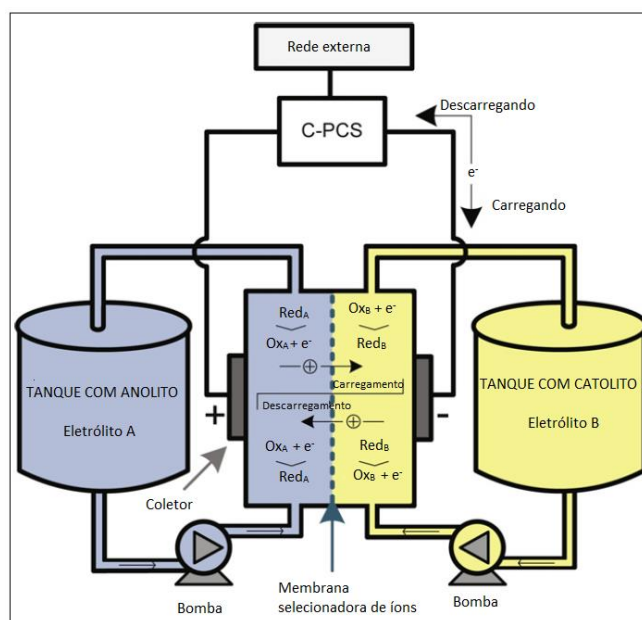 Rede externa
C-PCS
Descarregando
e-
Carregando
TANQUE COM ANOLITO
Eletrólito A
RedA
OxA + e-
OxB + e-
RedB
+
Carregamento
Descarregamento
-
OxA + e-
RedA
RedB
OxB + e-
TANQUE COM CATOLITO
Eletrólito B
Coletor
Bomba
Membrana
selecionadora de íons
Bomba